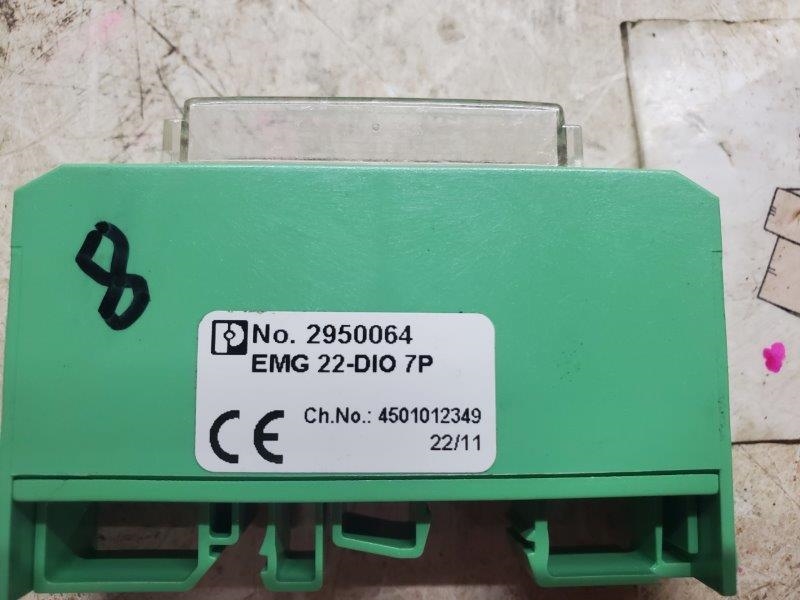 8
No. 2950064
EMG 22-DIO 7P
Ch.No.: 4501012349
CE
22/11